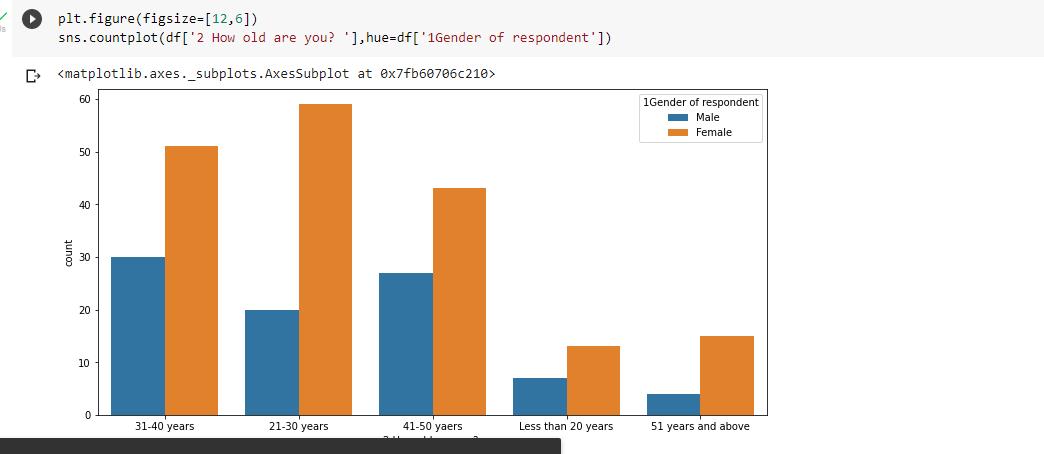 plt.figure(figsize=[12,6])
sns.countplot(df['2 How old are you? '],hue=df['1Gender of respondent'])
<matplotlib.axes._subplots.AxesSubplot at 0x7fb60706c210>
1Gender of respondent
Male
Female
60
50
40
30
20
10
0
count
31-40 years
21-30 years
41-50 yaers
Less than 20 years
51 years and above